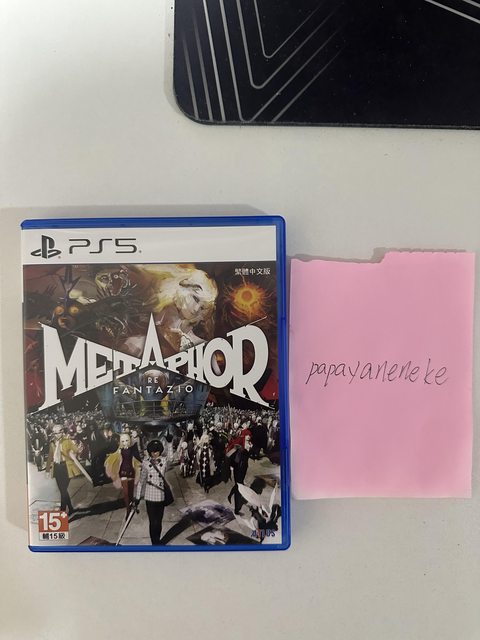 PS5
繁體中文版
METAPHOR
RE
FANTAZIO
papayaneneke
15+
輔15級
ATLUS